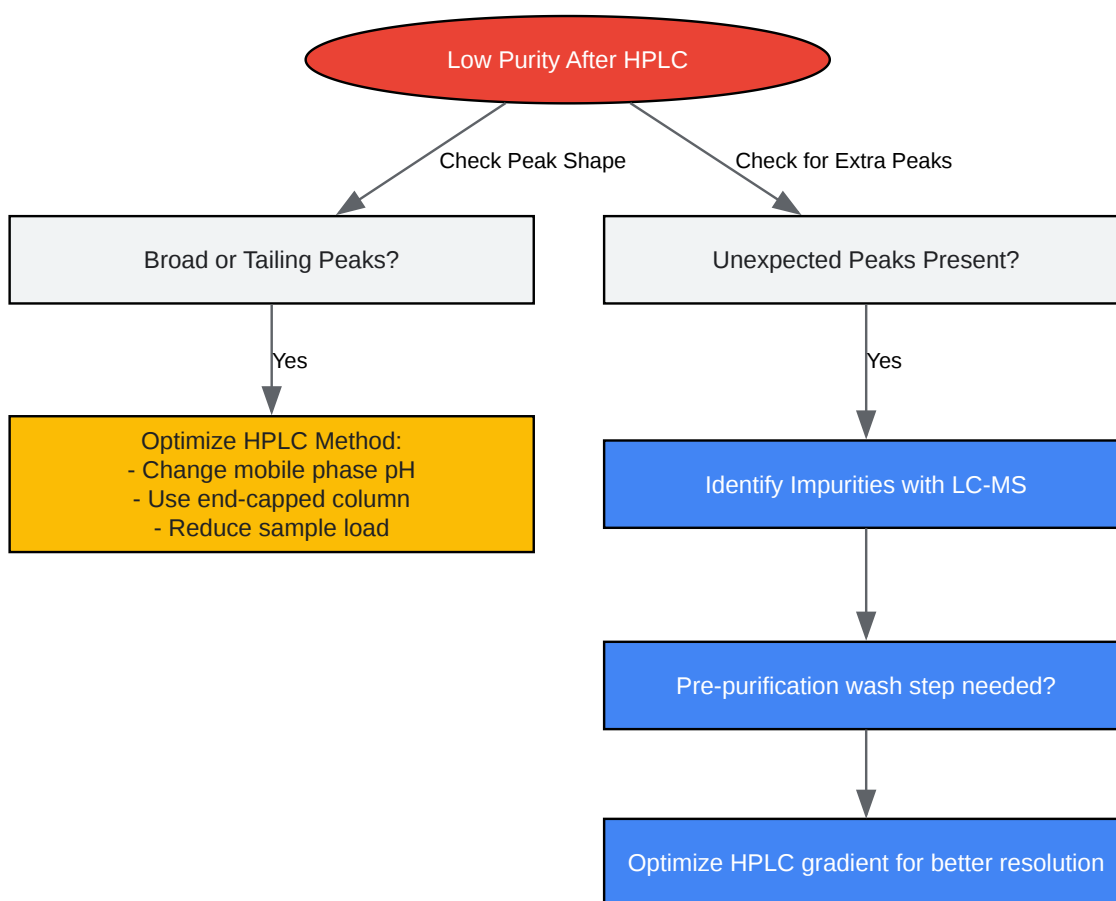 Low Purity After HPLC
Check Peak Shape
Check for Extra Peaks
Broad or Tailing Peaks?
Unexpected Peaks Present?
Yes
Yes
Optimize HPLC Method:
- Change mobile phase pH
- Use end-capped column
- Reduce sample load
Identify Impurities with LC-MS
Pre-purification wash step needed?
Optimize HPLC gradient for better resolution